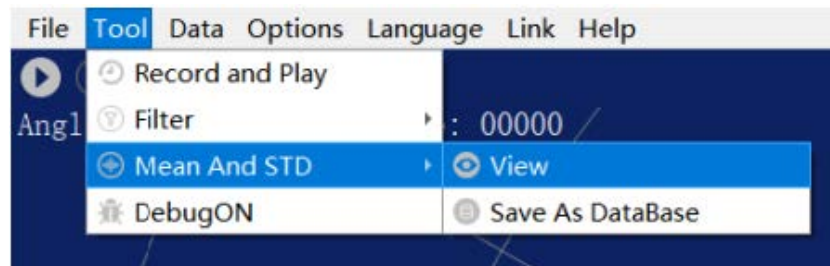 File Tool Data Options Language Link Help
Record and Play
Angl Filter : 00000
Mean And STD View
DebugON Save As DataBase